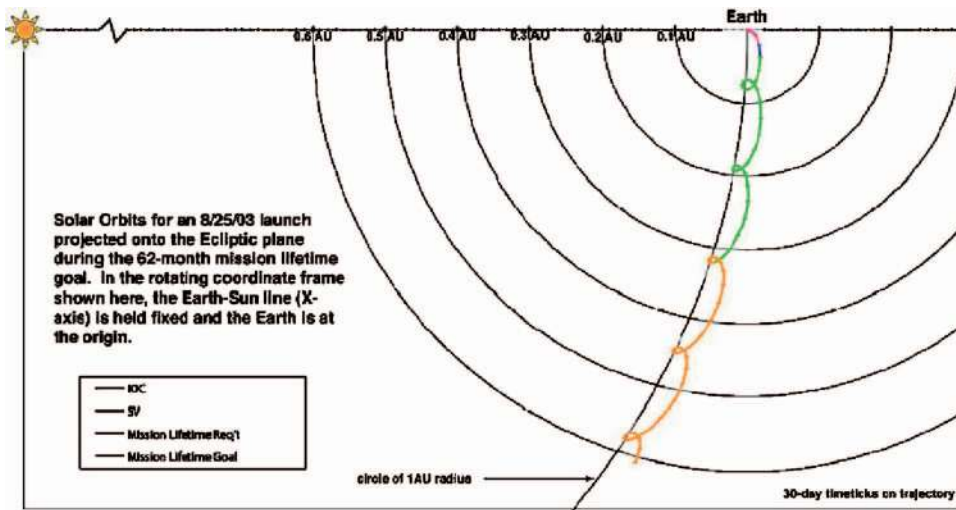 Earth
0.6 AU 0.5 AU 0.4 AU 0.3 AU 0.2 AU 0.1 AU
Solar Orbits for an 8/25/03 launch
projected onto the Ecliptic plane
during the 62-month mission lifetime
goal. In the rotating coordinate frame
shown here, the Earth-Sun line (X-
axis) is held fixed and the Earth is at
the origin.
SV
Mission Lifetime Req't
Mission Lifetime Goal
circle of 1AU radius
30-day timeticks on trajectory